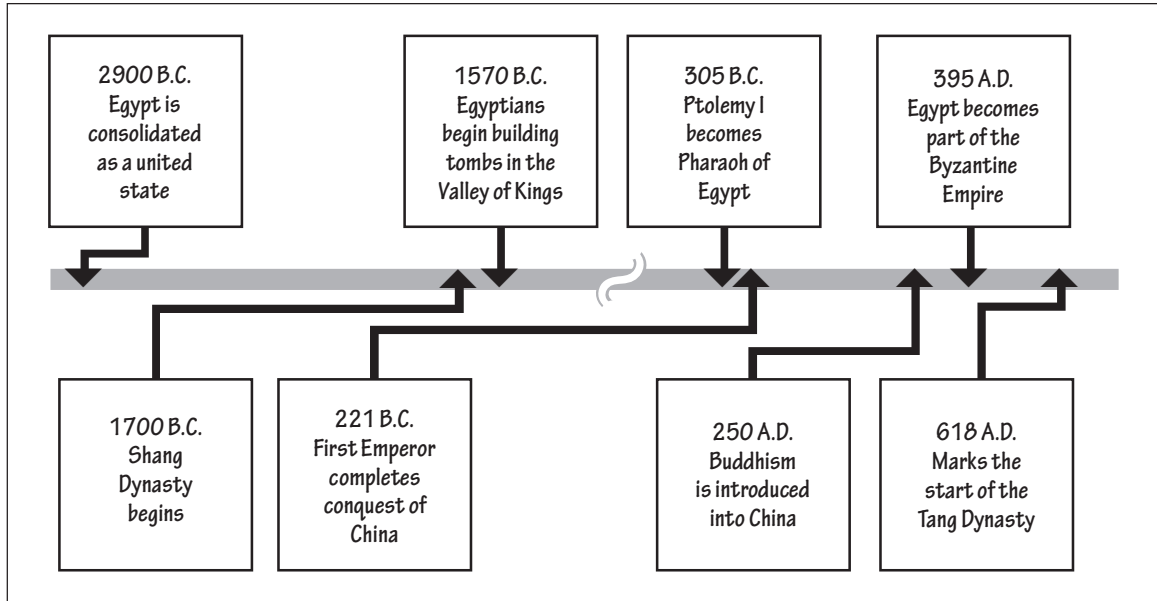 2900 B.C.
Egypt is
consolidated
as a united
state
1570 B.C.
Egyptians
begin building
tombs in the
Valley of Kings
305 B.C.
Ptolemy I
becomes
Pharaoh of
Egypt
395 A.D.
Egypt becomes
part of the
Byzantine
Empire
1700 B.C.
Shang
Dynasty
begins
221 B.C.
First Emperor
completes
conquest of
China
250 A.D.
Buddhism
is introduced
into China
618 A.D.
Marks the
start of the
Tang Dynasty